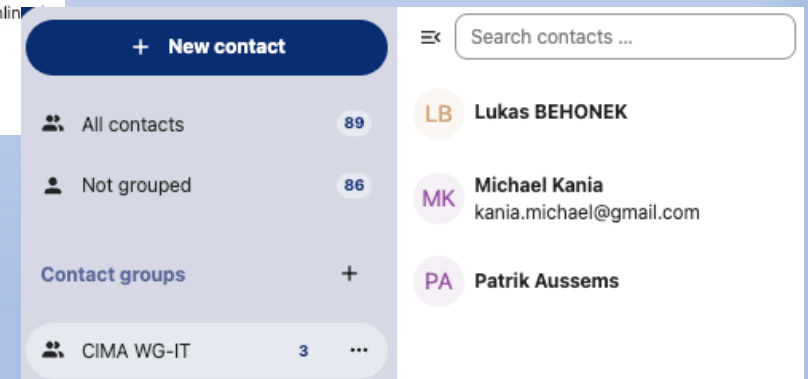 + New contact
All contacts 89
Not grouped 86
Contact groups +
CIMA WG-IT 3 ...
Search contacts ...
LB Lukas BEHONEK
MK Michael Kania
kania.michael@gmail.com
PA Patrik Aussems